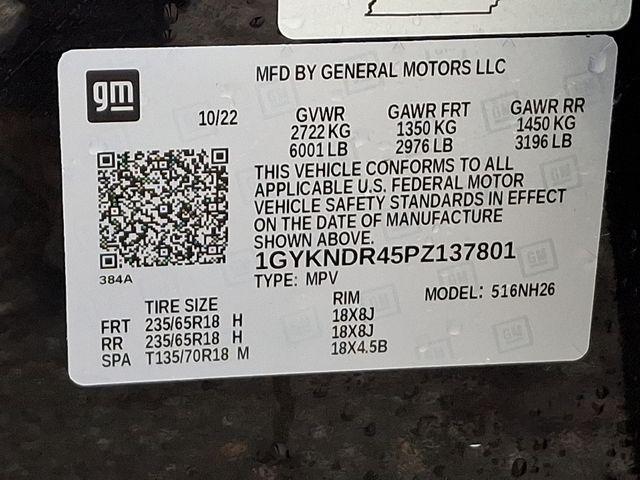 gm
MFD BY GENERAL MOTORS LLC
10/22
GVWR GAWR FRT GAWR RR
2722 KG 1350 KG 1450 KG
6001 LB 2976 LB 3196 LB
THIS VEHICLE CONFORMS TO ALL
APPLICABLE U.S. FEDERAL MOTOR
VEHICLE SAFETY STANDARDS IN EFFECT
ON THE DATE OF MANUFACTURE
SHOWN ABOVE.
1GYKNDR45PZ137801
384A
TYPE: MPV
MODEL: 516NH26
TIRE SIZE RIM
FRT 235/65R18 H 18X8J
RR 235/65R18 H 18X8J
SPA T135/70R18 M 18X4.5B